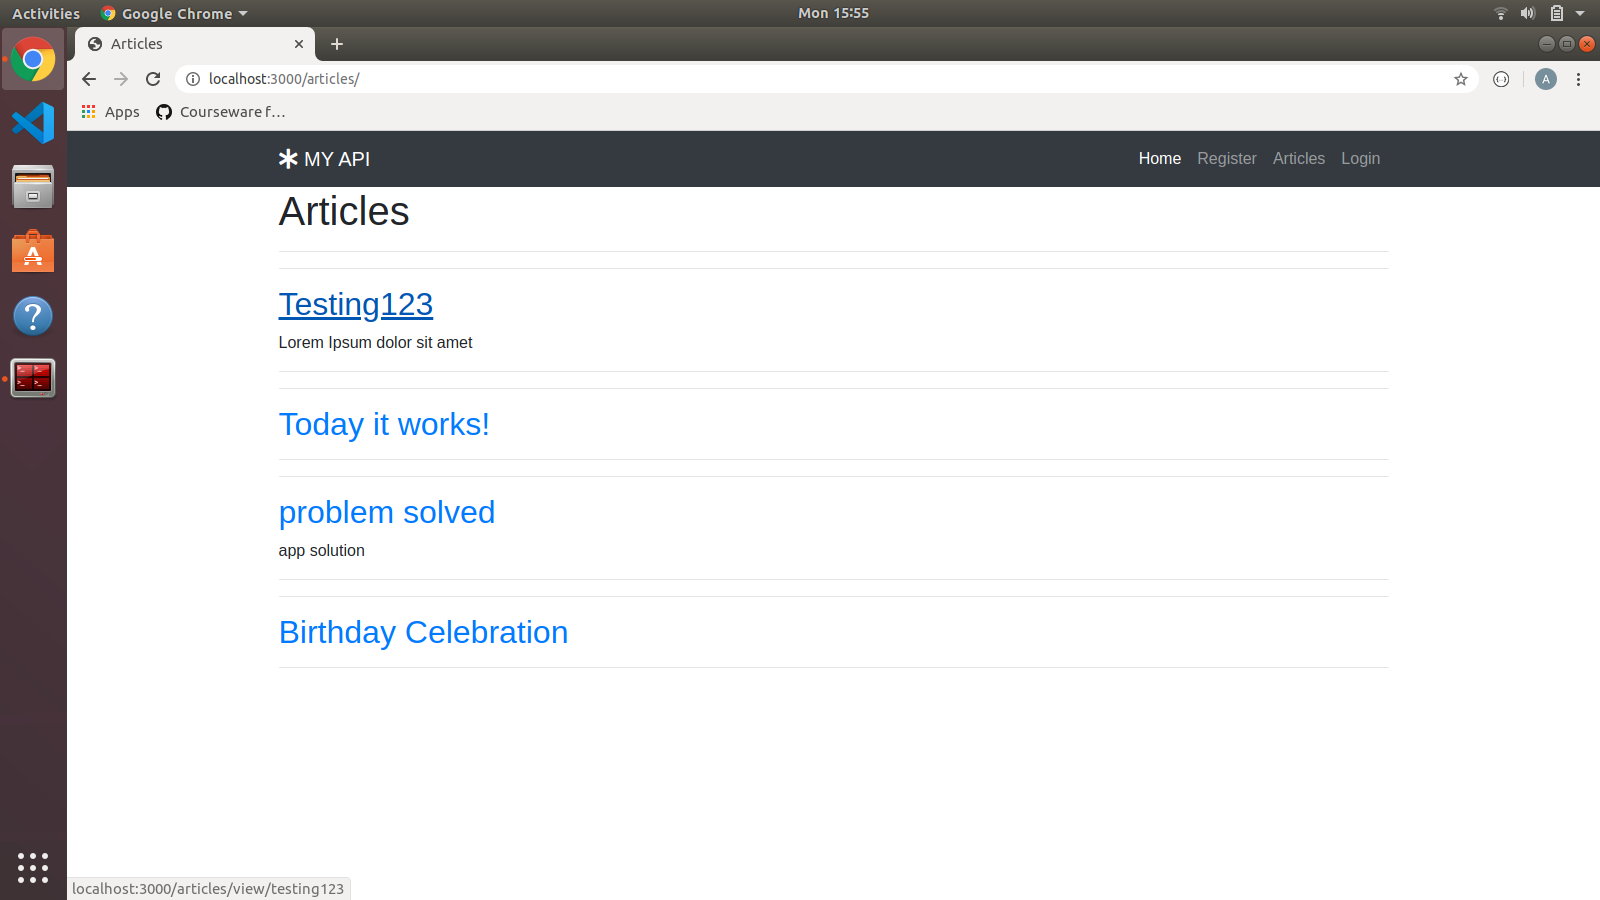 Activities Google Chrome Mon 15:55
Articles
localhost:3000/articles/ A
Apps Courseware f...
MY API Home Register Articles Login
Articles
Testing123
Lorem Ipsum dolor sit amet
Today it works!
problem solved
app solution
Birthday Celebration
localhost:3000/articles/view/testing123